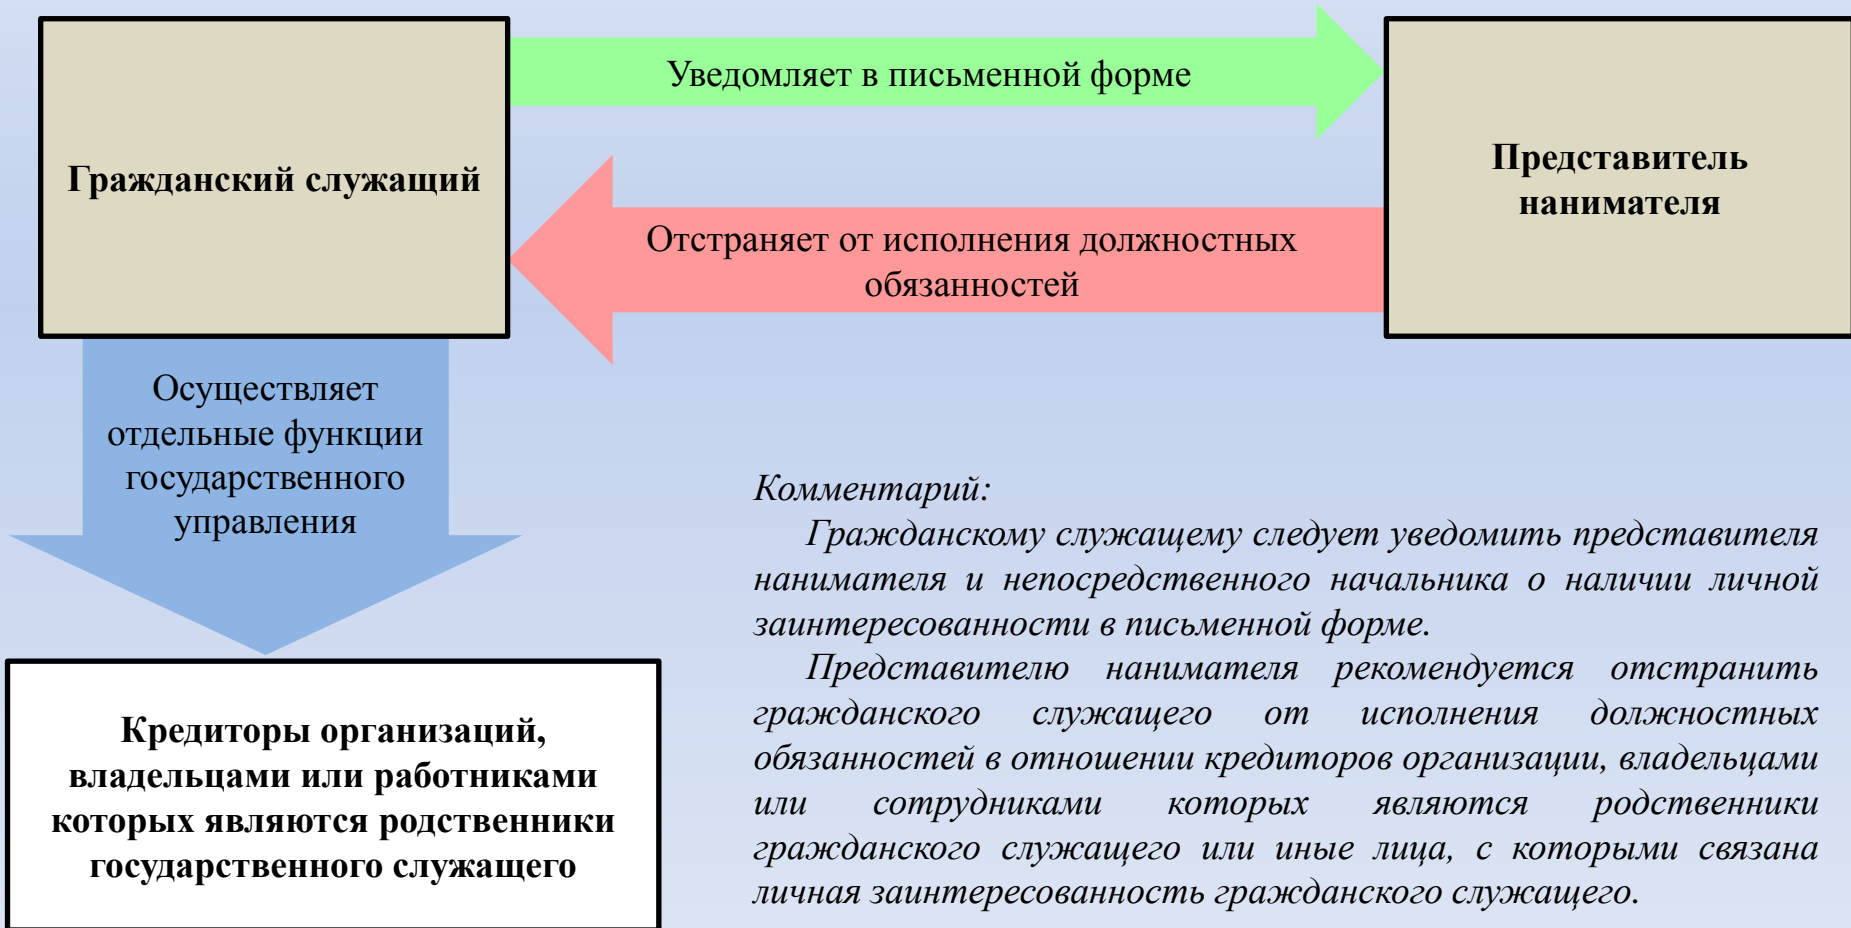 Уведомляет в письменной форме
Гражданский служащий
Представитель
нанимателя
Отстраняет от исполнения должностных
обязанностей
Осуществляет
отдельные функции
государственного
управления
Кредиторы организаций,
владельцами или работниками
которых являются родственники
государственного служащего
Комментарий:
Гражданскому служащему следует уведомить представителя
нанимателя и непосредственного начальника о наличии личной
заинтересованности в письменной форме.
Представителю нанимателя рекомендуется отстранить
гражданского служащего от исполнения должностных
обязанностей в отношении кредиторов организации, владельцами
или сотрудниками которых являются родственники
гражданского служащего или иные лица, с которыми связана
личная заинтересованность гражданского служащего.